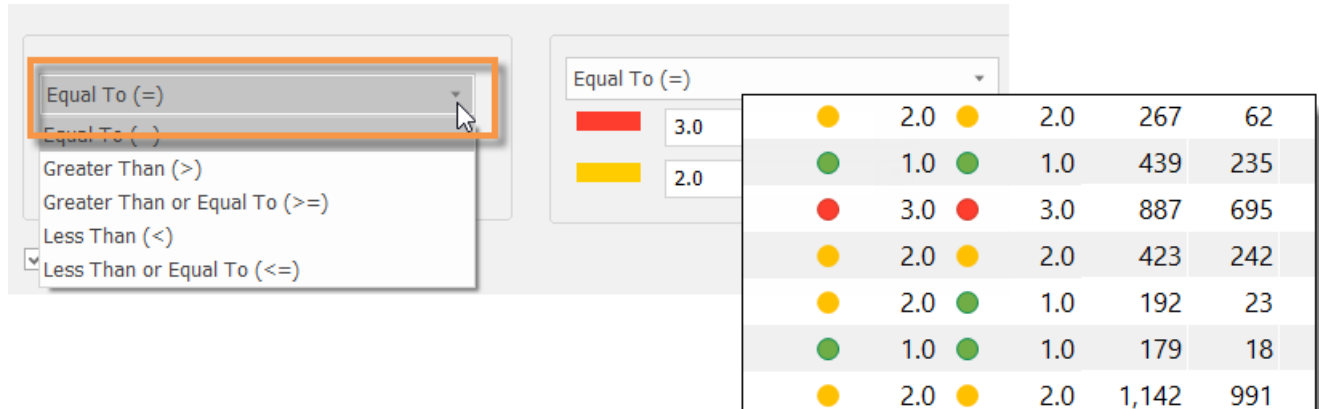 Equal To (=)
Equal To (=)
Greater Than (>)
Greater Than or Equal To (>=)
Less Than (<)
Less Than or Equal To (<=)
Equal To (=)
3.0
2.0
2.0 2.0 267 62
1.0 1.0 439 235
3.0 3.0 887 695
2.0 2.0 423 242
2.0 1.0 192 23
1.0 1.0 179 18
2.0 2.0 1,142 991